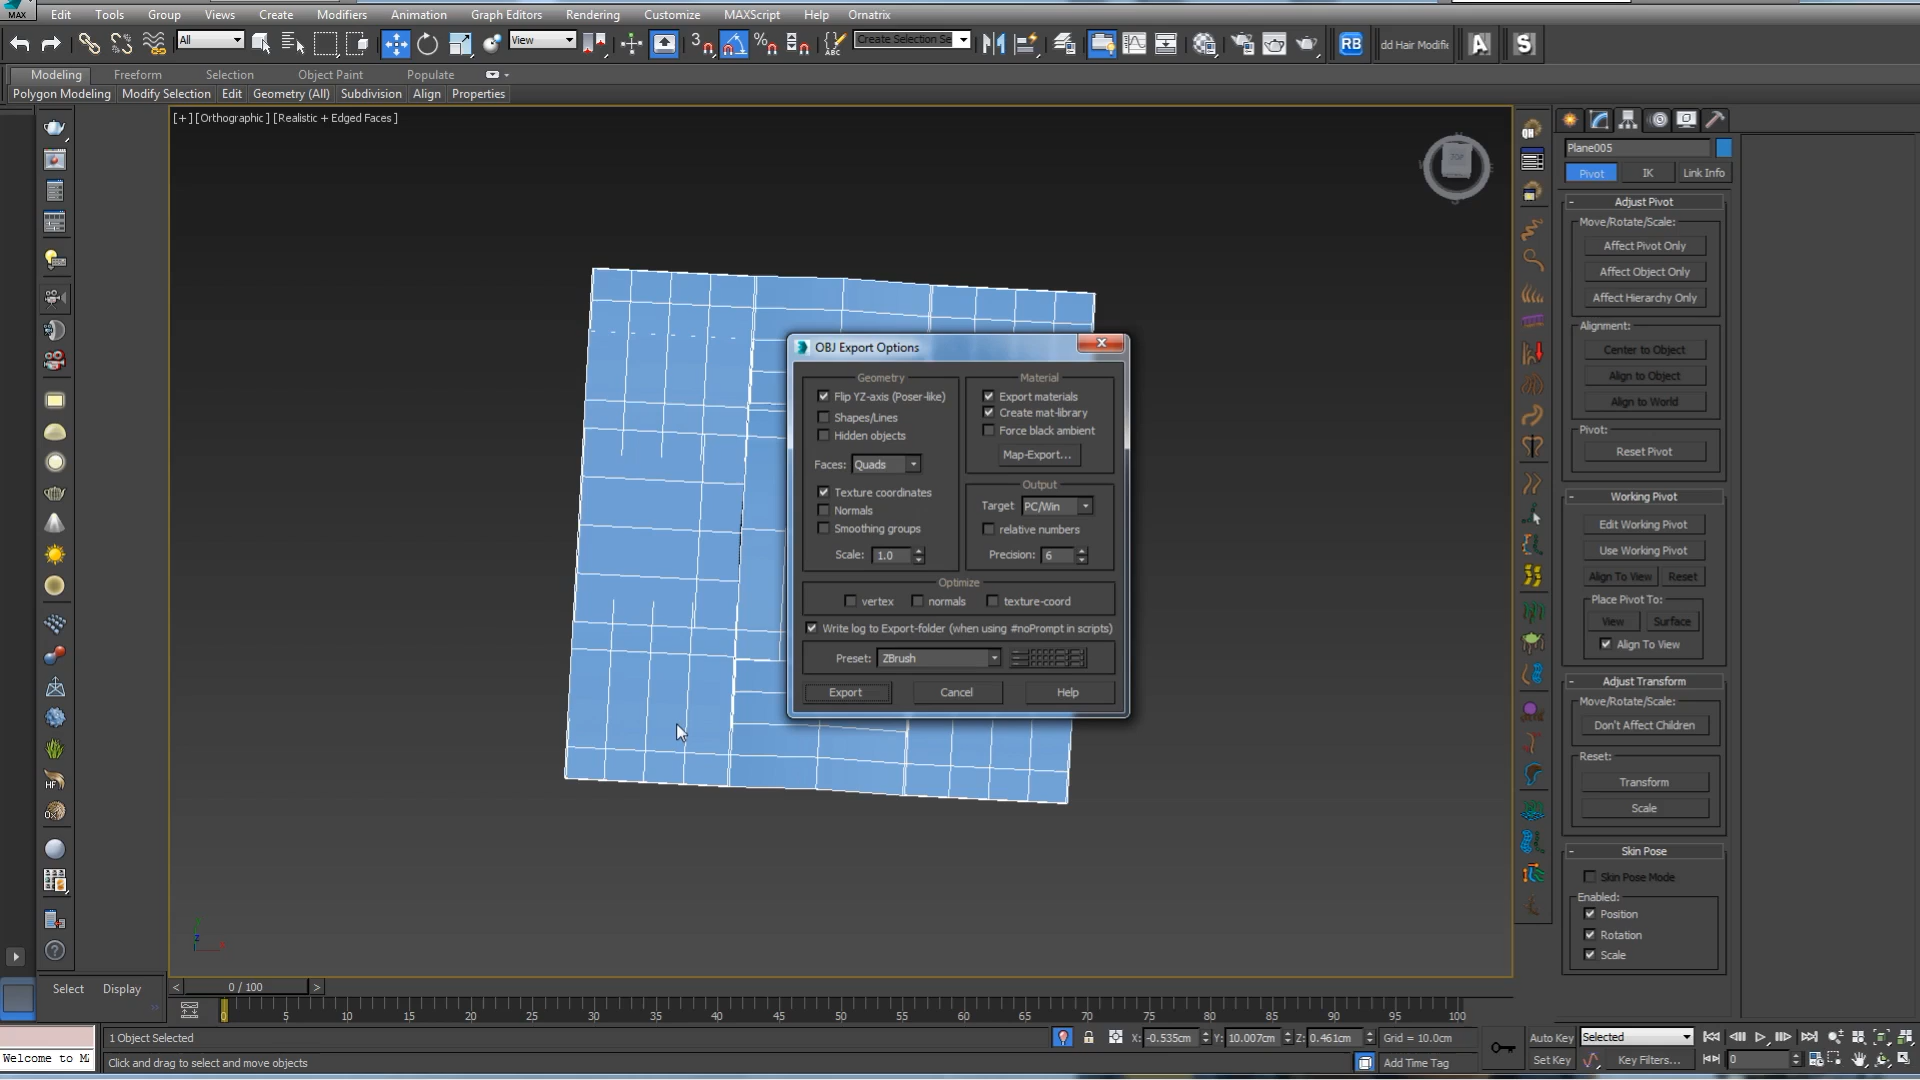 MAX Edit Tools Group Views Create Modifiers Animation Graph Editors Rendering Customize MAXScript Help Ornatrix
All View ABC Create Selection Se RB dd Hair Modifie A S
Modeling Freeform Selection Object Paint Populate
Polygon Modeling Modify Selection Edit Geometry (All) Subdivision Align Properties
[+] [Orthographic] [Realistic + Edged Faces]
TOP
QH
Plane005
Pivot IK Link Info
- Adjust Pivot
Move/Rotate/Scale:
Affect Pivot Only
Affect Object Only
Affect Hierarchy Only
Alignment:
Center to Object
Align to Object
Align to World
Pivot:
Reset Pivot
- Working Pivot
Edit Working Pivot
Use Working Pivot
Align To View Reset
Place Pivot To:
View Surface
Align To View
- Adjust Transform
Move/Rotate/Scale:
Don't Affect Children
Reset:
Transform
Scale
- Skin Pose
Skin Pose Mode
Enabled:
Position
Rotation
Scale
OBJ Export Options
Geometry
Flip YZ-axis (Poser-like)
Shapes/Lines
Hidden objects
Faces: Quads
Texture coordinates
Normals
Smoothing groups
Scale: 1.0
Material
Export materials
Create mat-library
Force black ambient
Map-Export...
Output
Target PC/Win
relative numbers
Precision: 6
Optimize
vertex normals texture-coord
Write log to Export-folder (when using #noPrompt in scripts)
Preset: ZBrush
Export Cancel Help
HF
Ox
z
Select Display
< 0 / 100 >
0 5 10 15 20 25 30 35 40 45 50 55 60 65 70 75 80 85 90 95 100
1 Object Selected X: -0.535cm Y: 10.007cm Z: 0.461cm Grid = 10.0cm Auto Key Selected
Welcome to M Click and drag to select and move objects Add Time Tag Set Key Key Filters... 0